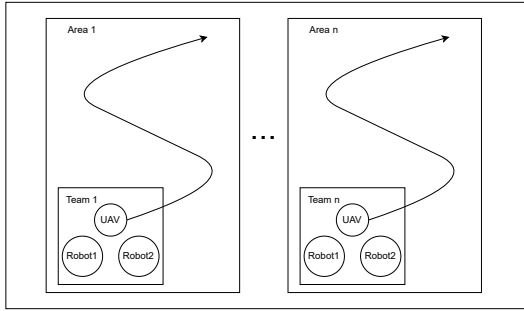 Area 1
Team 1
UAV
Robot1
Robot2
...
Area n
Team n
UAV
Robot1
Robot2